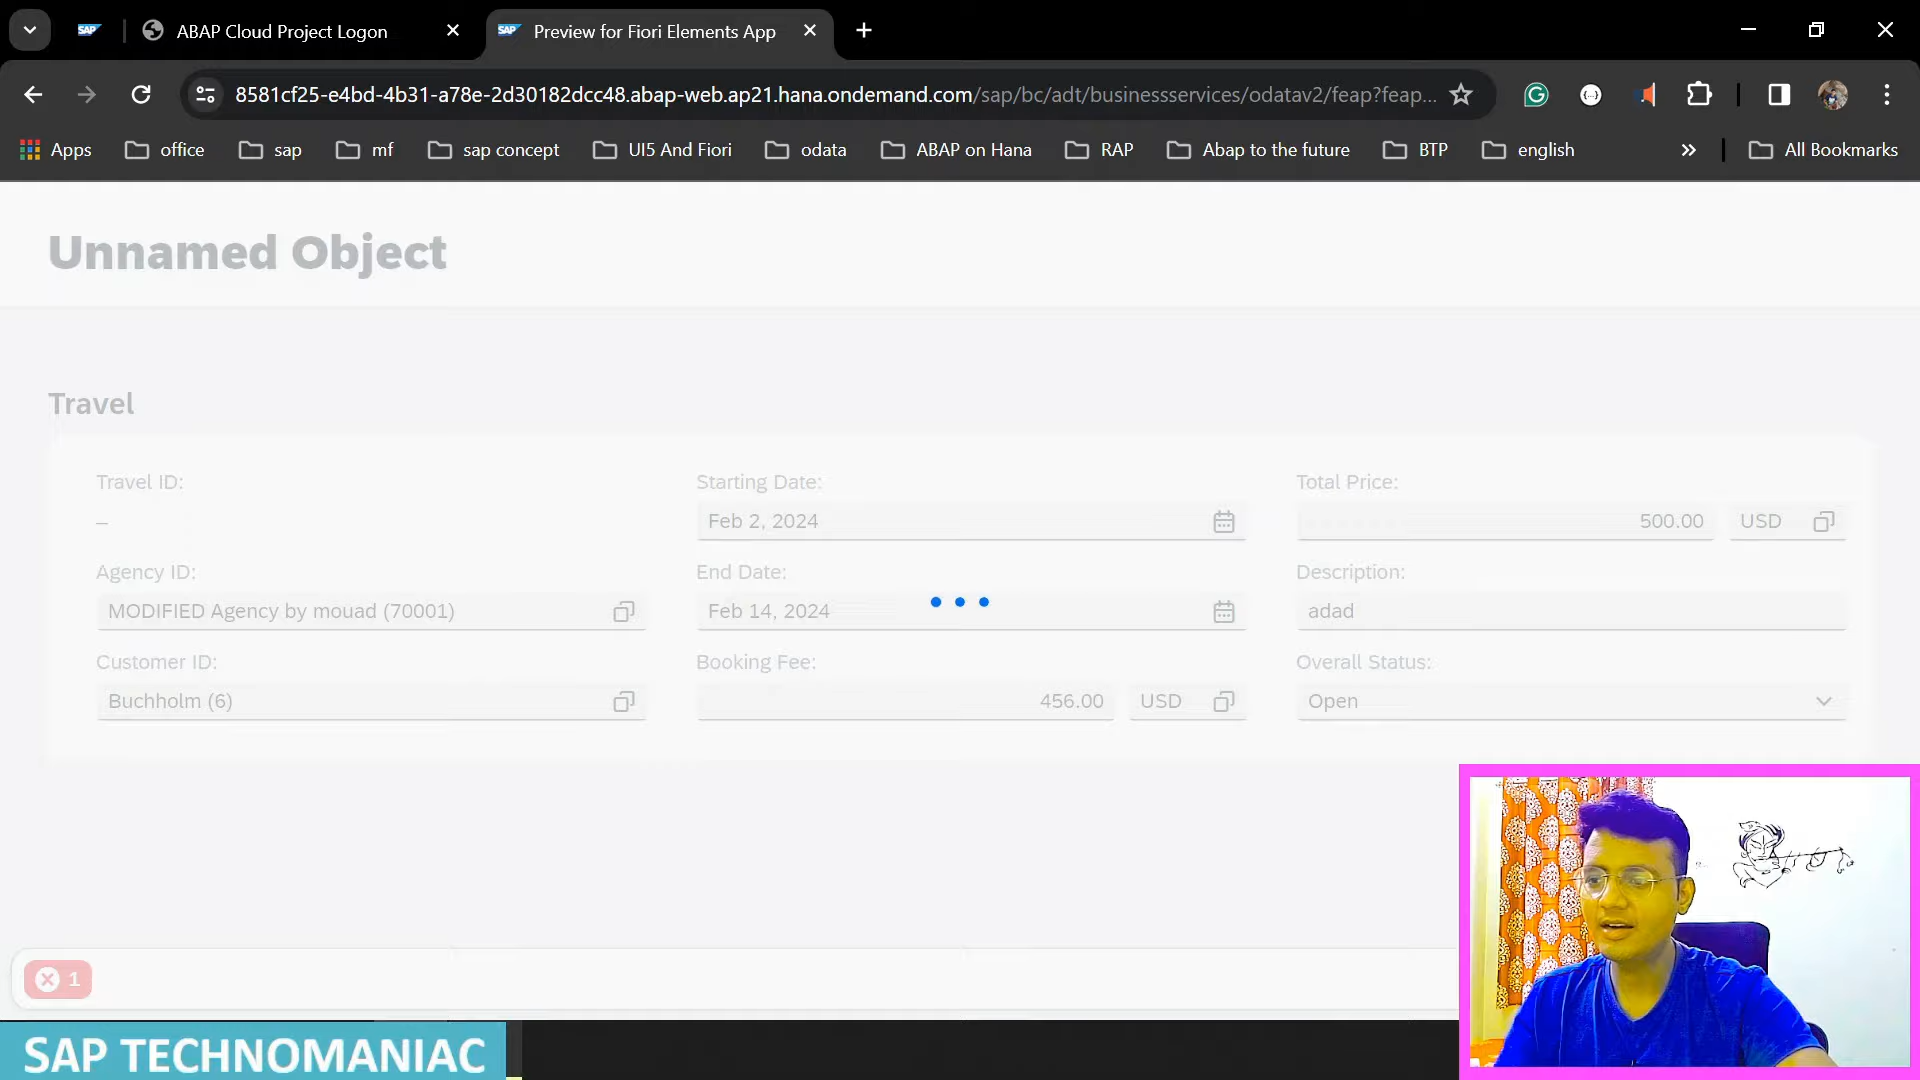 SAP
ABAP Cloud Project Logon
SAP
Preview for Fiori Elements App
8581cf25-e4bd-4b31-a78e-2d30182dcc48.abap-web.ap21.hana.ondemand.com/sap/bc/adt/businessservices/odatav2/feap?feap...
Apps
office
sap
mf
sap concept
UI5 And Fiori
odata
ABAP on Hana
RAP
Abap to the future
BTP
english
All Bookmarks
Unnamed Object
Travel
Travel ID:
–
Starting Date:
Feb 2, 2024
Total Price:
500.00
USD
Agency ID:
MODIFIED Agency by mouad (70001)
End Date:
Feb 14, 2024
Description:
adad
Customer ID:
Buchholm (6)
Booking Fee:
456.00
USD
Overall Status:
Open
1
SAP TECHNOMANIAC